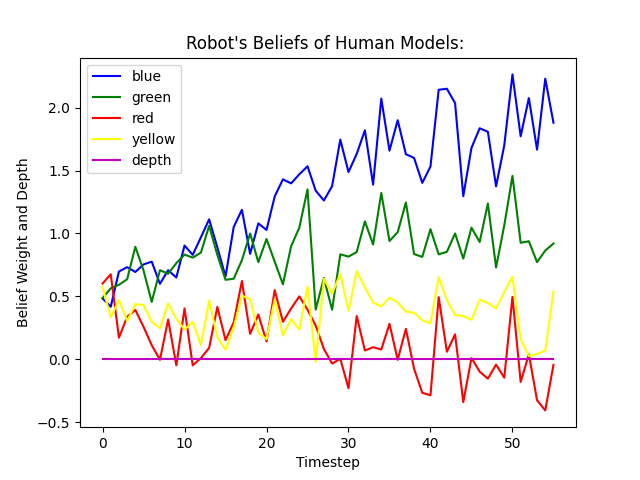 Robot's Beliefs of Human Models:
blue
green
red
yellow
depth
Belief Weight and Depth
2.0
1.5
1.0
0.5
0.0
−0.5
0
10
20
30
40
50
Timestep